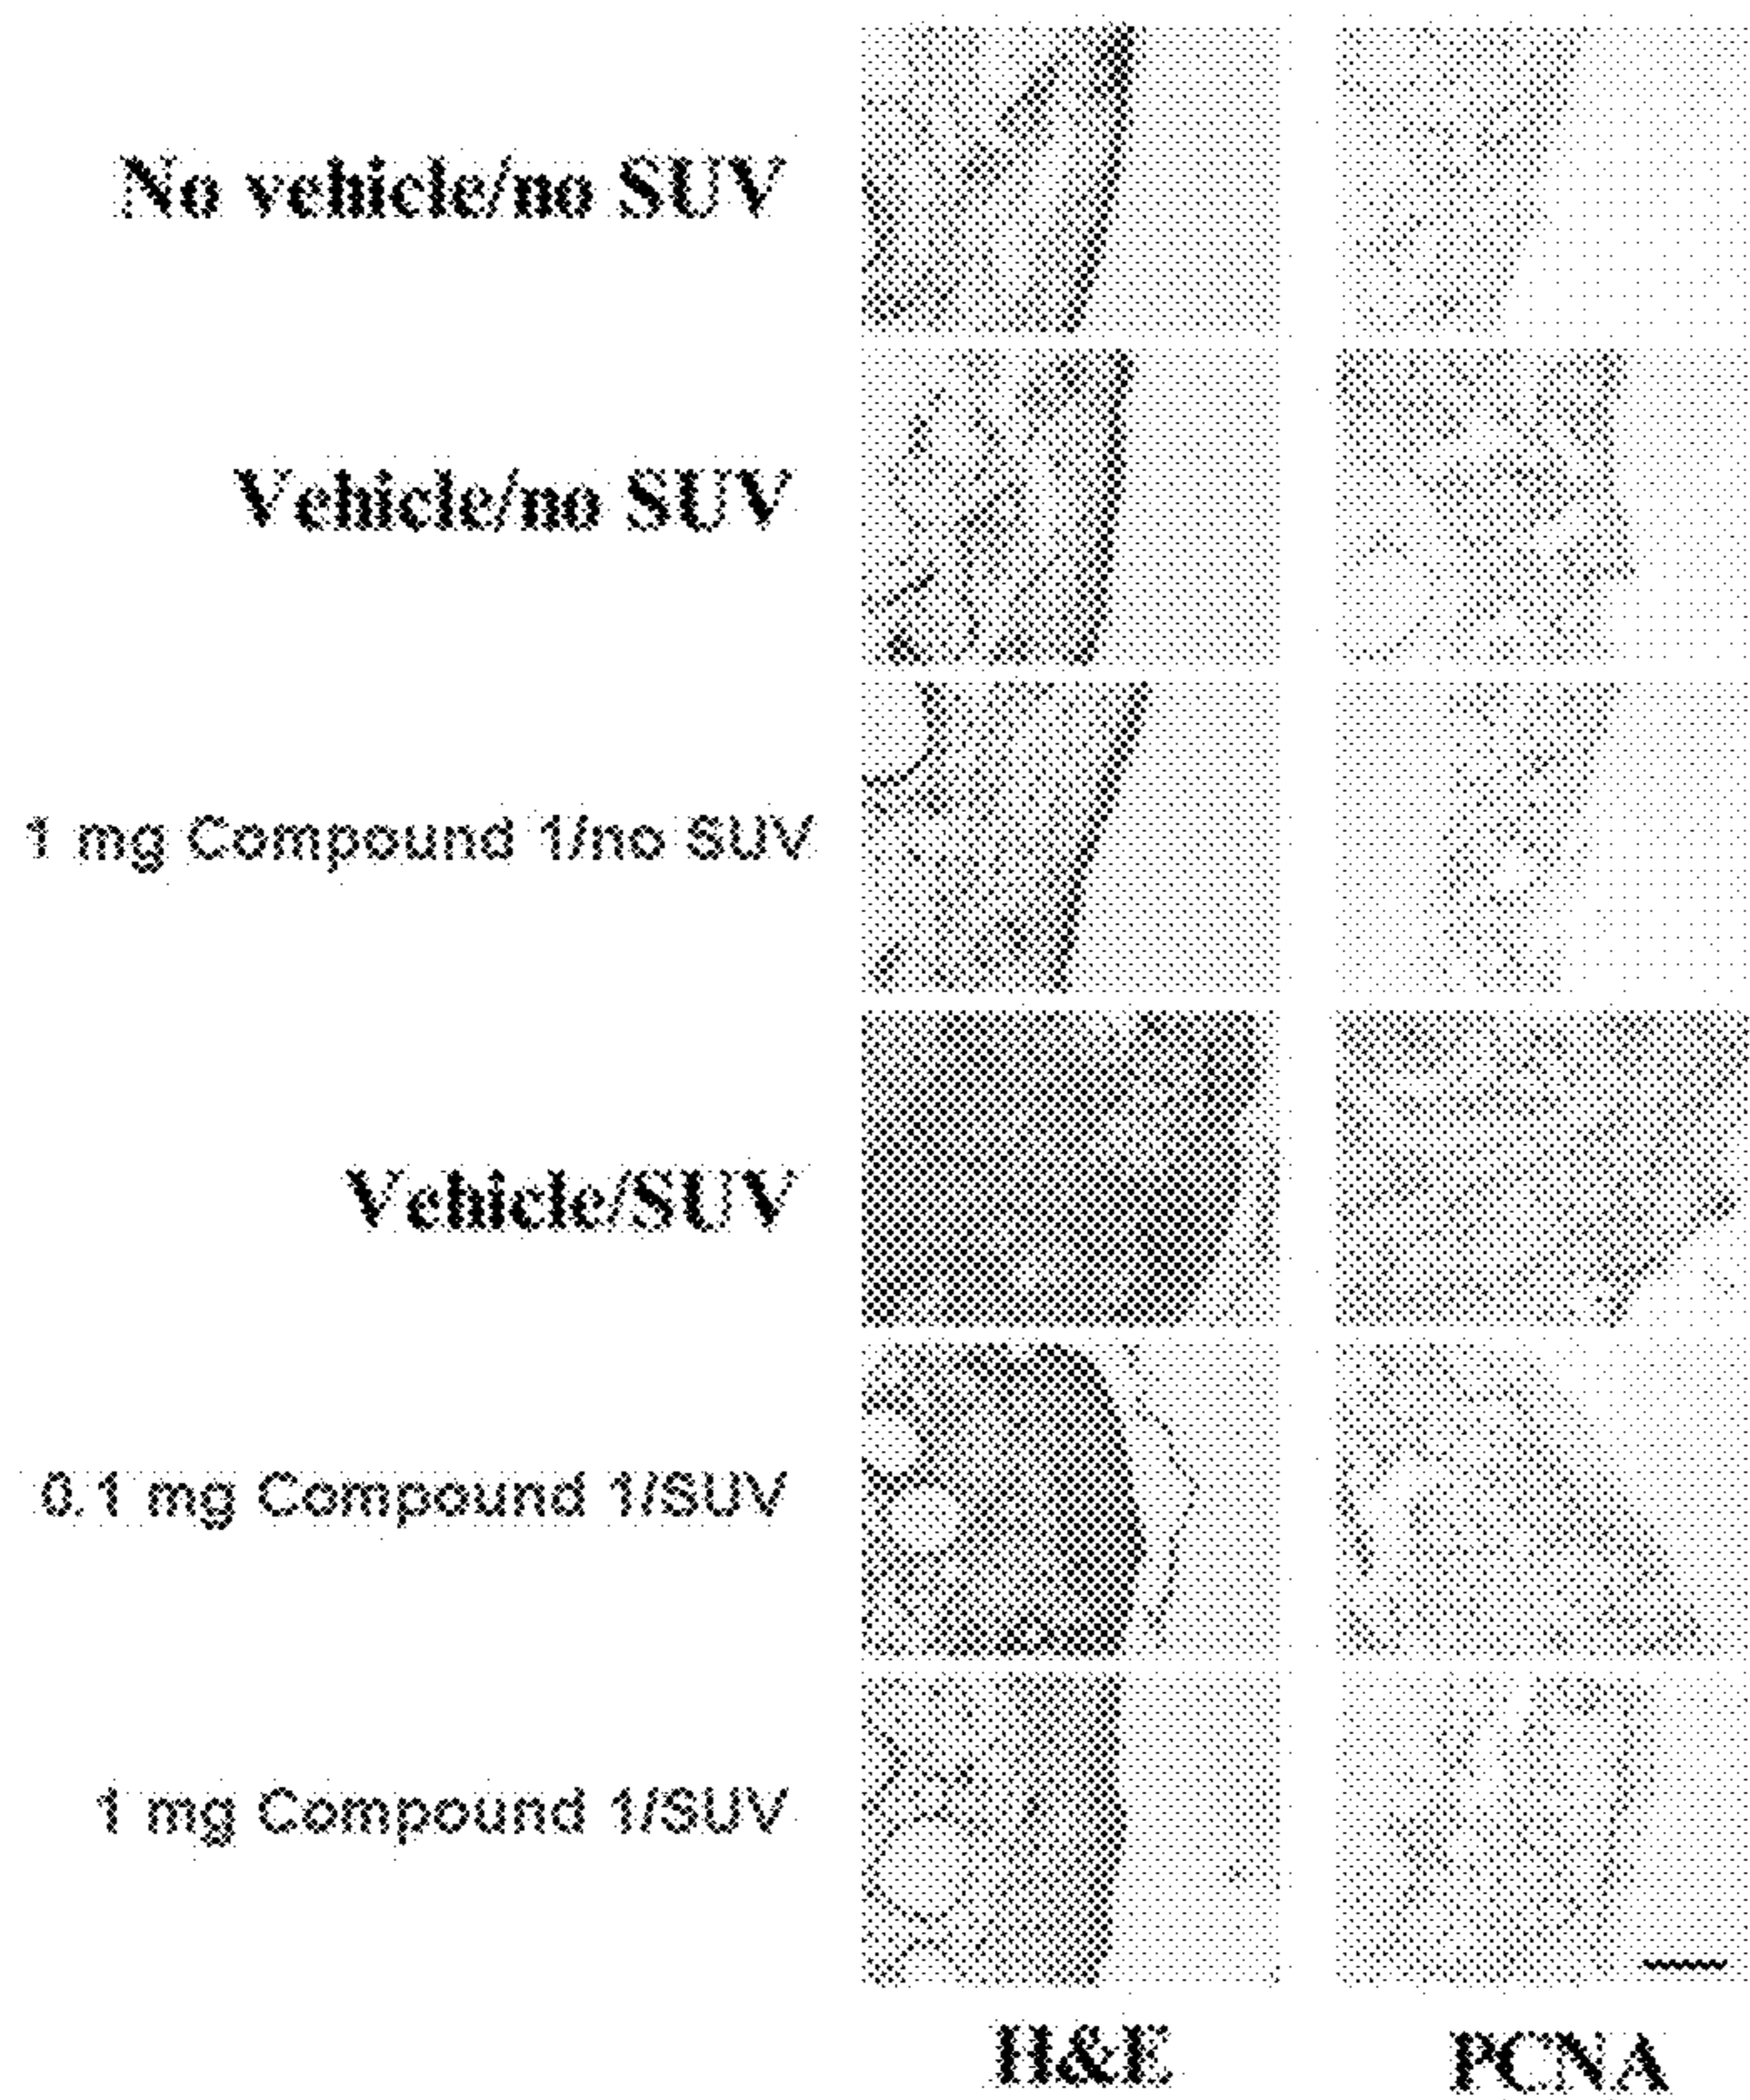 No vehicle/no SUV
Vehicle/no SUV
1 mg Compound 1/no SUV
Vehicle/SUV
0.1 mg Compound 1/SUV
1 mg Compound 1/SUV
H&E PCNA